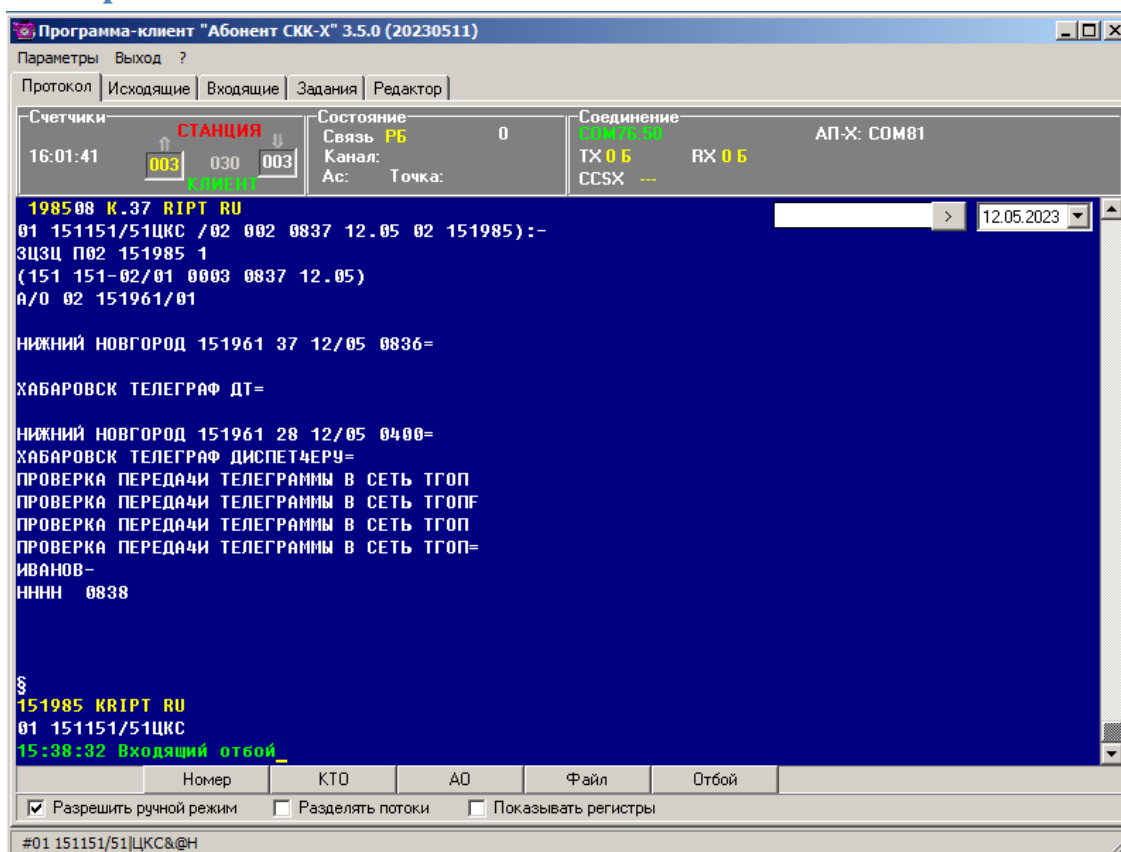 Программа-клиент "Абонент СКК-Х" 3.5.0 (20230511)
Параметры Выход ?
Протокол Исходящие Входящие Задания Редактор
Счетчики Состояние Соединение
СТАНЦИЯ Связь РБ 0 COM76:50 АП-X: COM81
16:01:41 003 030 003 Канал: TX 0 Б RX 0 Б
КЛИЕНТ Ас: Точка: CCSX ---
198508 К.37 RIPT RU > 12.05.2023
01 151151/51ЦКС /02 002 0837 12.05 02 151985):-
ЗЦЗЦ П02 151985 1
(151 151-02/01 0003 0837 12.05)
А/О 02 151961/01
НИЖНИЙ НОВГОРОД 151961 37 12/05 0836=
ХАБАРОВСК ТЕЛЕГРАФ ДТ=
НИЖНИЙ НОВГОРОД 151961 28 12/05 0400=
ХАБАРОВСК ТЕЛЕГРАФ ДИСПЕТ4ЕРУ=
ПРОВЕРКА ПЕРЕДА4И ТЕЛЕГРАММЫ В СЕТЬ ТГОП
ПРОВЕРКА ПЕРЕДА4И ТЕЛЕГРАММЫ В СЕТЬ ТГОПF
ПРОВЕРКА ПЕРЕДА4И ТЕЛЕГРАММЫ В СЕТЬ ТГОП
ПРОВЕРКА ПЕРЕДА4И ТЕЛЕГРАММЫ В СЕТЬ ТГОП=
ИВАНОВ-
НННН 0838
§
151985 KRIPT RU
01 151151/51ЦКС
15:38:32 Входящий отбой_
Номер КТО АО Файл Отбой
Разрешить ручной режим Разделять потоки Показывать регистры
#01 151151/51|ЦКС&@Н